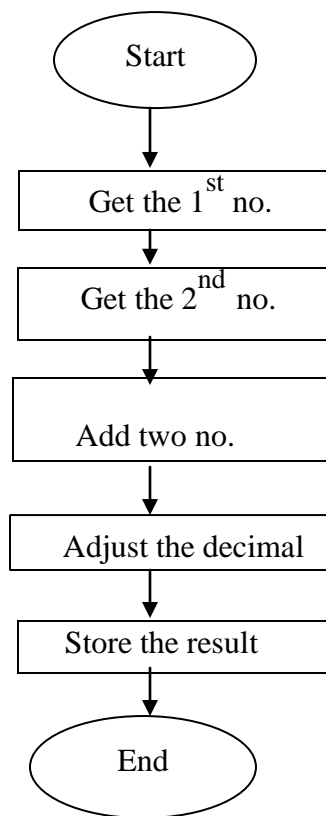 Start
Get the 1st no.
Get the 2nd no.
Add two no.
Adjust the decimal
Store the result
End